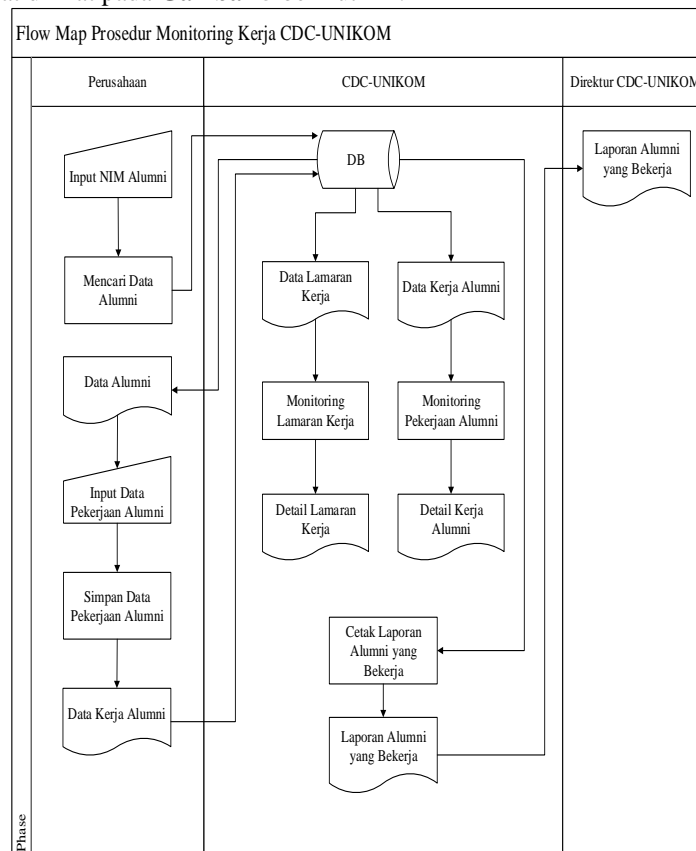 Flow Map Prosedur Monitoring Kerja CDC-UNIKOM
Perusahaan
CDC-UNIKOM
Direktur CDC-UNIKOM
Input NIM Alumni
Mencari Data
Alumni
Data Alumni
Input Data
Pekerjaan Alumni
Simpan Data
Pekerjaan Alumni
Data Kerja Alumni
DB
Data Lamaran
Kerja
Data Kerja Alumni
Monitoring
Lamaran Kerja
Monitoring
Pekerjaan Alumni
Detail Lamaran
Kerja
Detail Kerja
Alumni
Cetak Laporan
Alumni yang
Bekerja
Laporan Alumni
yang Bekerja
Laporan Alumni
yang Bekerja
Phase